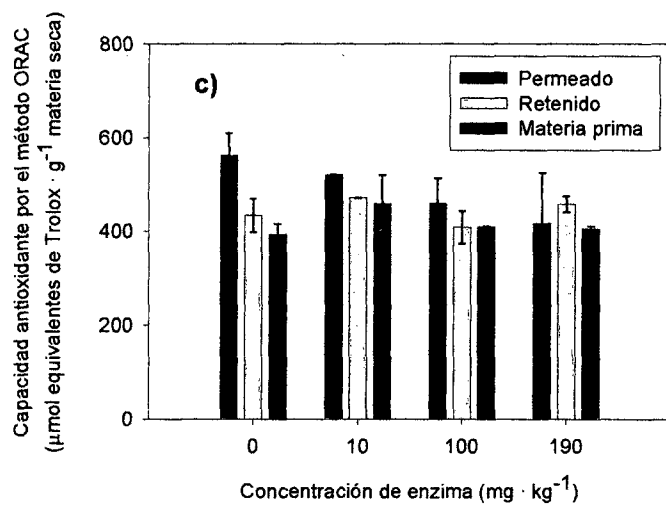 Capacidad antioxidante por el método ORAC
(µmol equivalentes de Trolox · g⁻¹ materia seca)
800
600
400
200
0
c)
Permeado
Retenido
Materia prima
0 10 100 190
Concentración de enzima (mg · kg⁻¹)